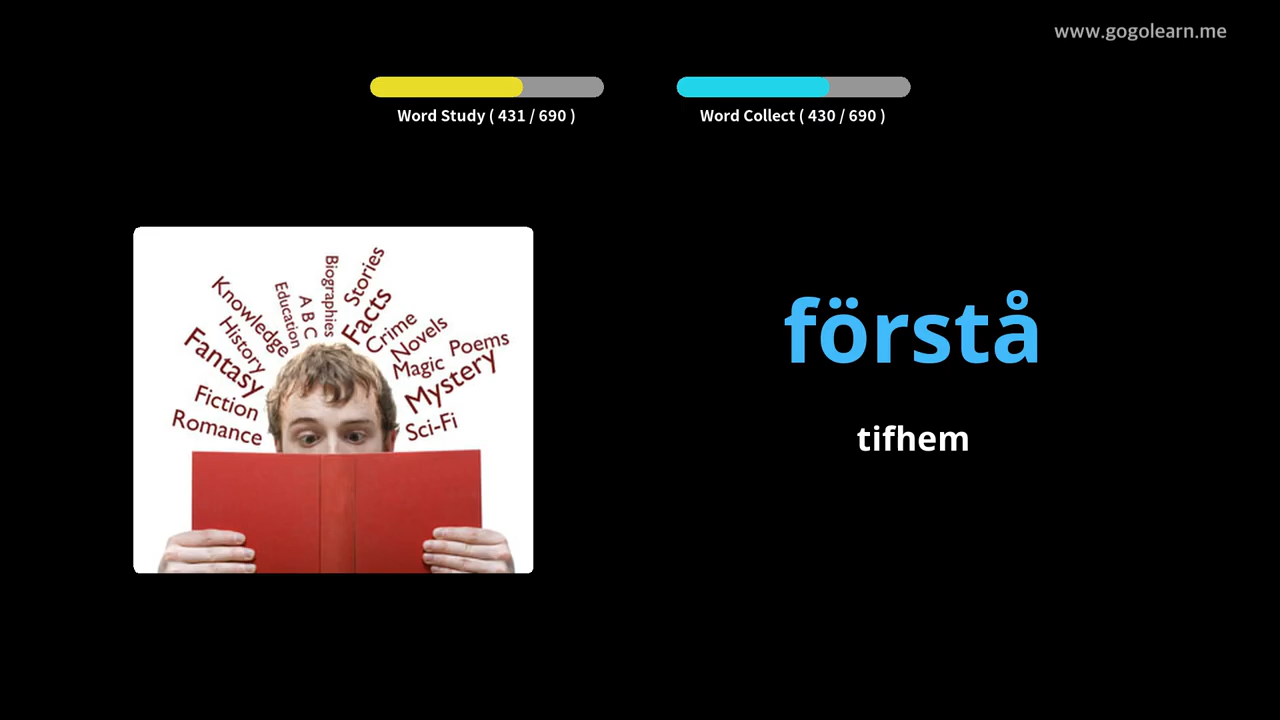 www.gogolearn.me
Word Study ( 431 / 690 )
Word Collect ( 430 / 690 )
Knowledge
History
Fantasy
Fiction
Romance
Education
A B C
Biographies
Stories
Facts
Crime
Novels
Magic
Poems
Mystery
Sci-Fi
förstå
tifhem